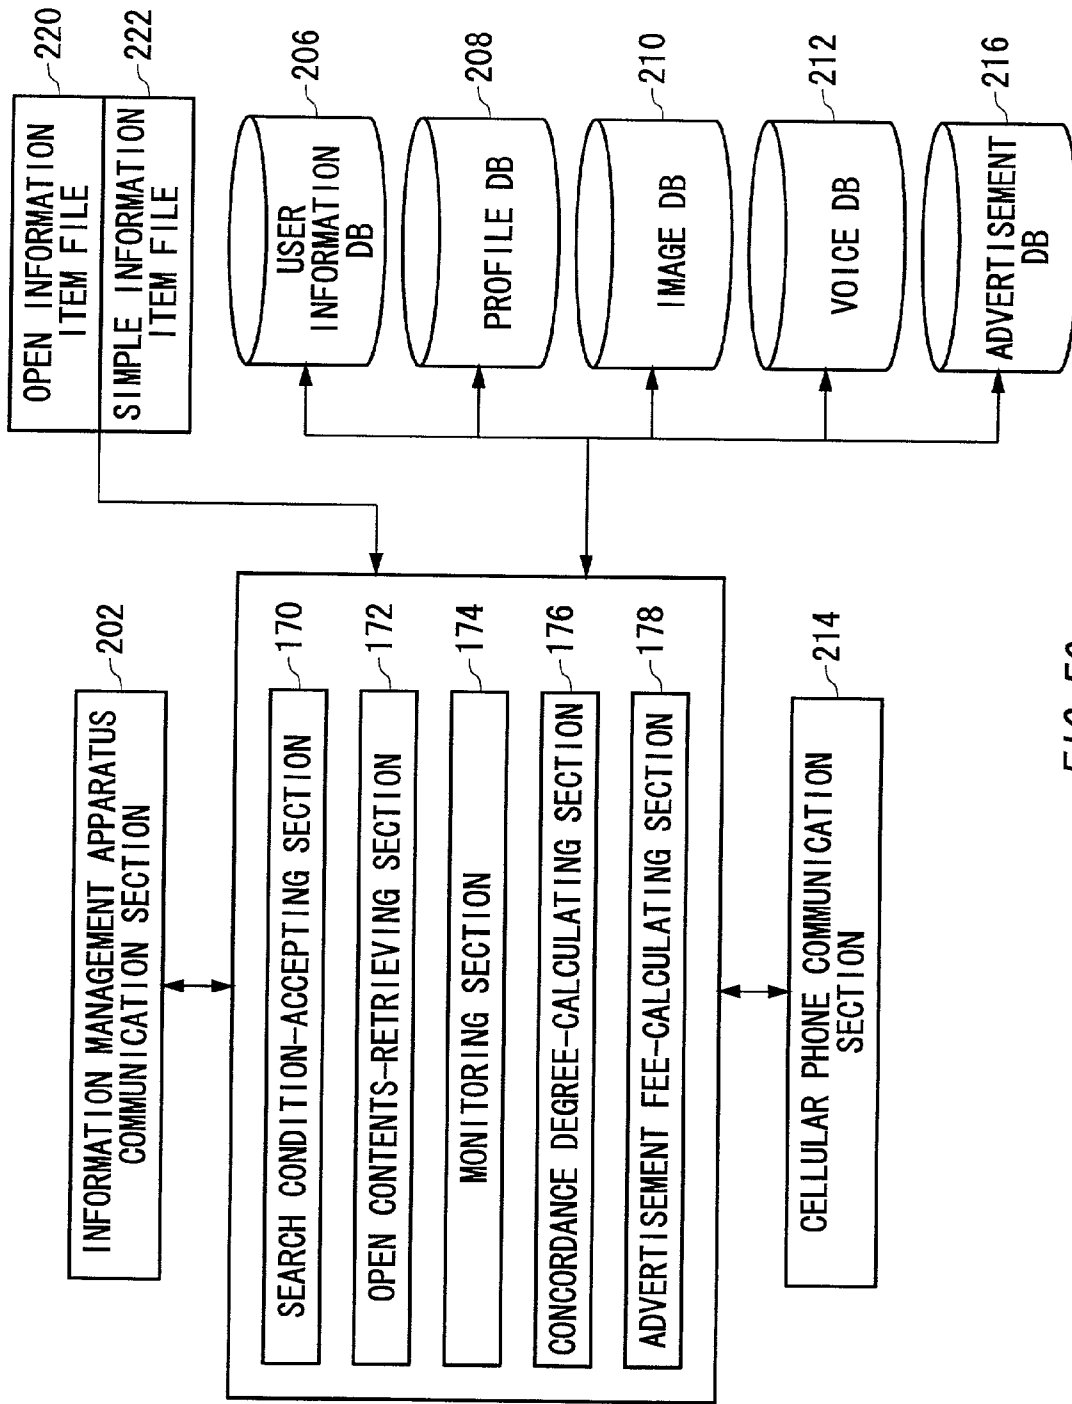 INFORMATION MANAGEMENT APPARATUS
COMMUNICATION SECTION
202
SEARCH CONDITION-ACCEPTING SECTION
170
OPEN CONTENTS-RETRIEVING SECTION
172
MONITORING SECTION
174
CONCORDANCE DEGREE-CALCULATING SECTION
176
ADVERTISEMENT FEE-CALCULATING SECTION
178
CELLULAR PHONE COMMUNICATION
SECTION
214
OPEN INFORMATION
ITEM FILE
220
SIMPLE INFORMATION
ITEM FILE
222
USER
INFORMATION
DB
206
PROFILE DB
208
IMAGE DB
210
VOICE DB
212
ADVERTISEMENT
DB
216